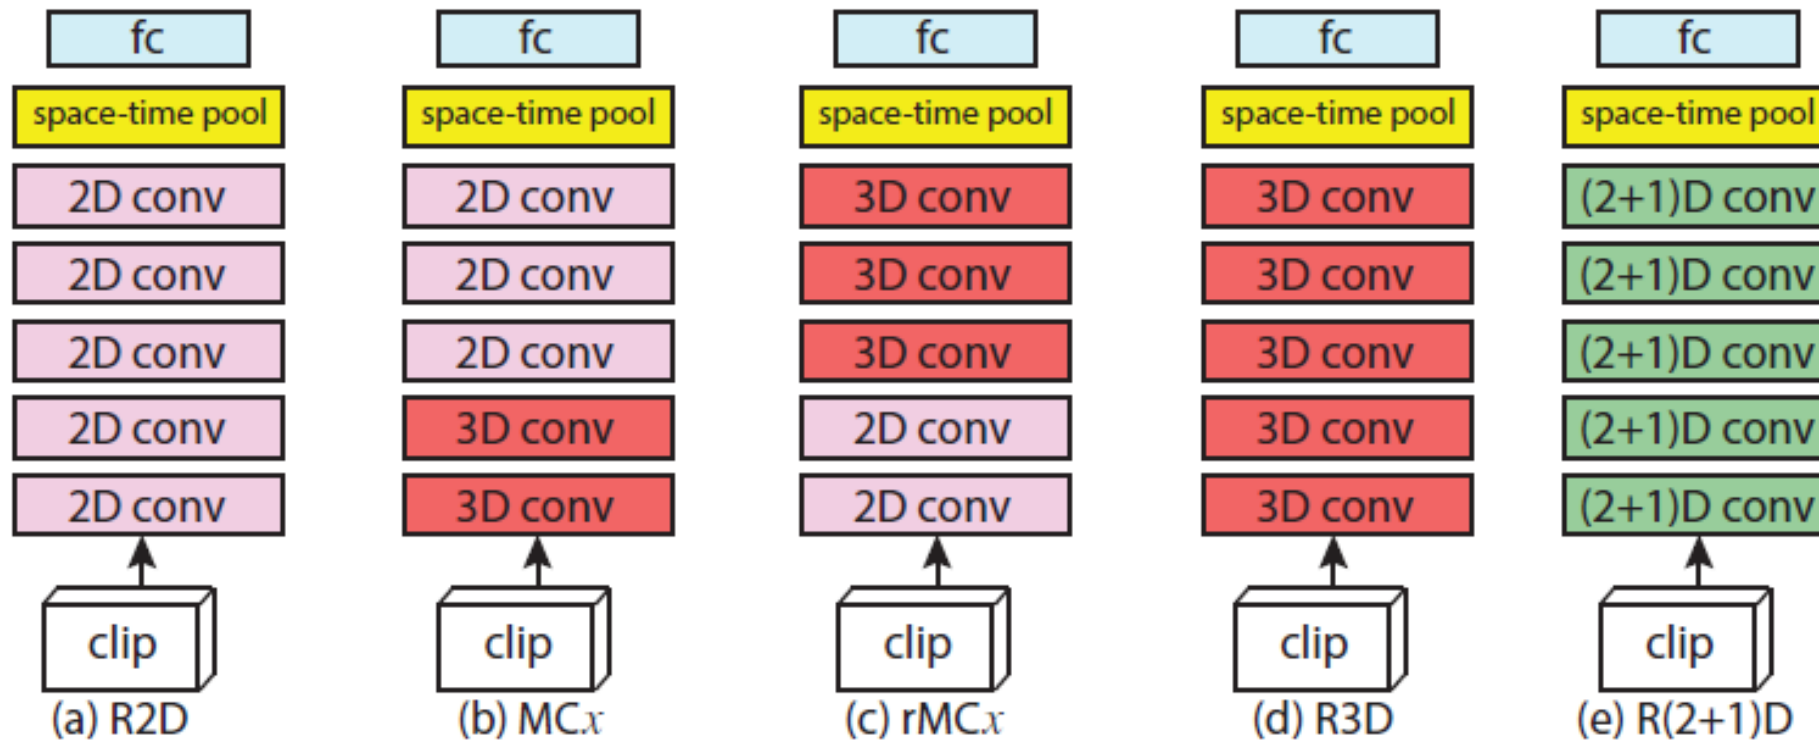 fc fc fc fc fc
space-time pool space-time pool space-time pool space-time pool space-time pool
2D conv 2D conv 3D conv 3D conv (2+1)D conv
2D conv 2D conv 3D conv 3D conv (2+1)D conv
2D conv 2D conv 3D conv 3D conv (2+1)D conv
2D conv 3D conv 2D conv 3D conv (2+1)D conv
2D conv 3D conv 2D conv 3D conv (2+1)D conv
clip clip clip clip clip
(a) R2D (b) MCx (c) rMCx (d) R3D (e) R(2+1)D